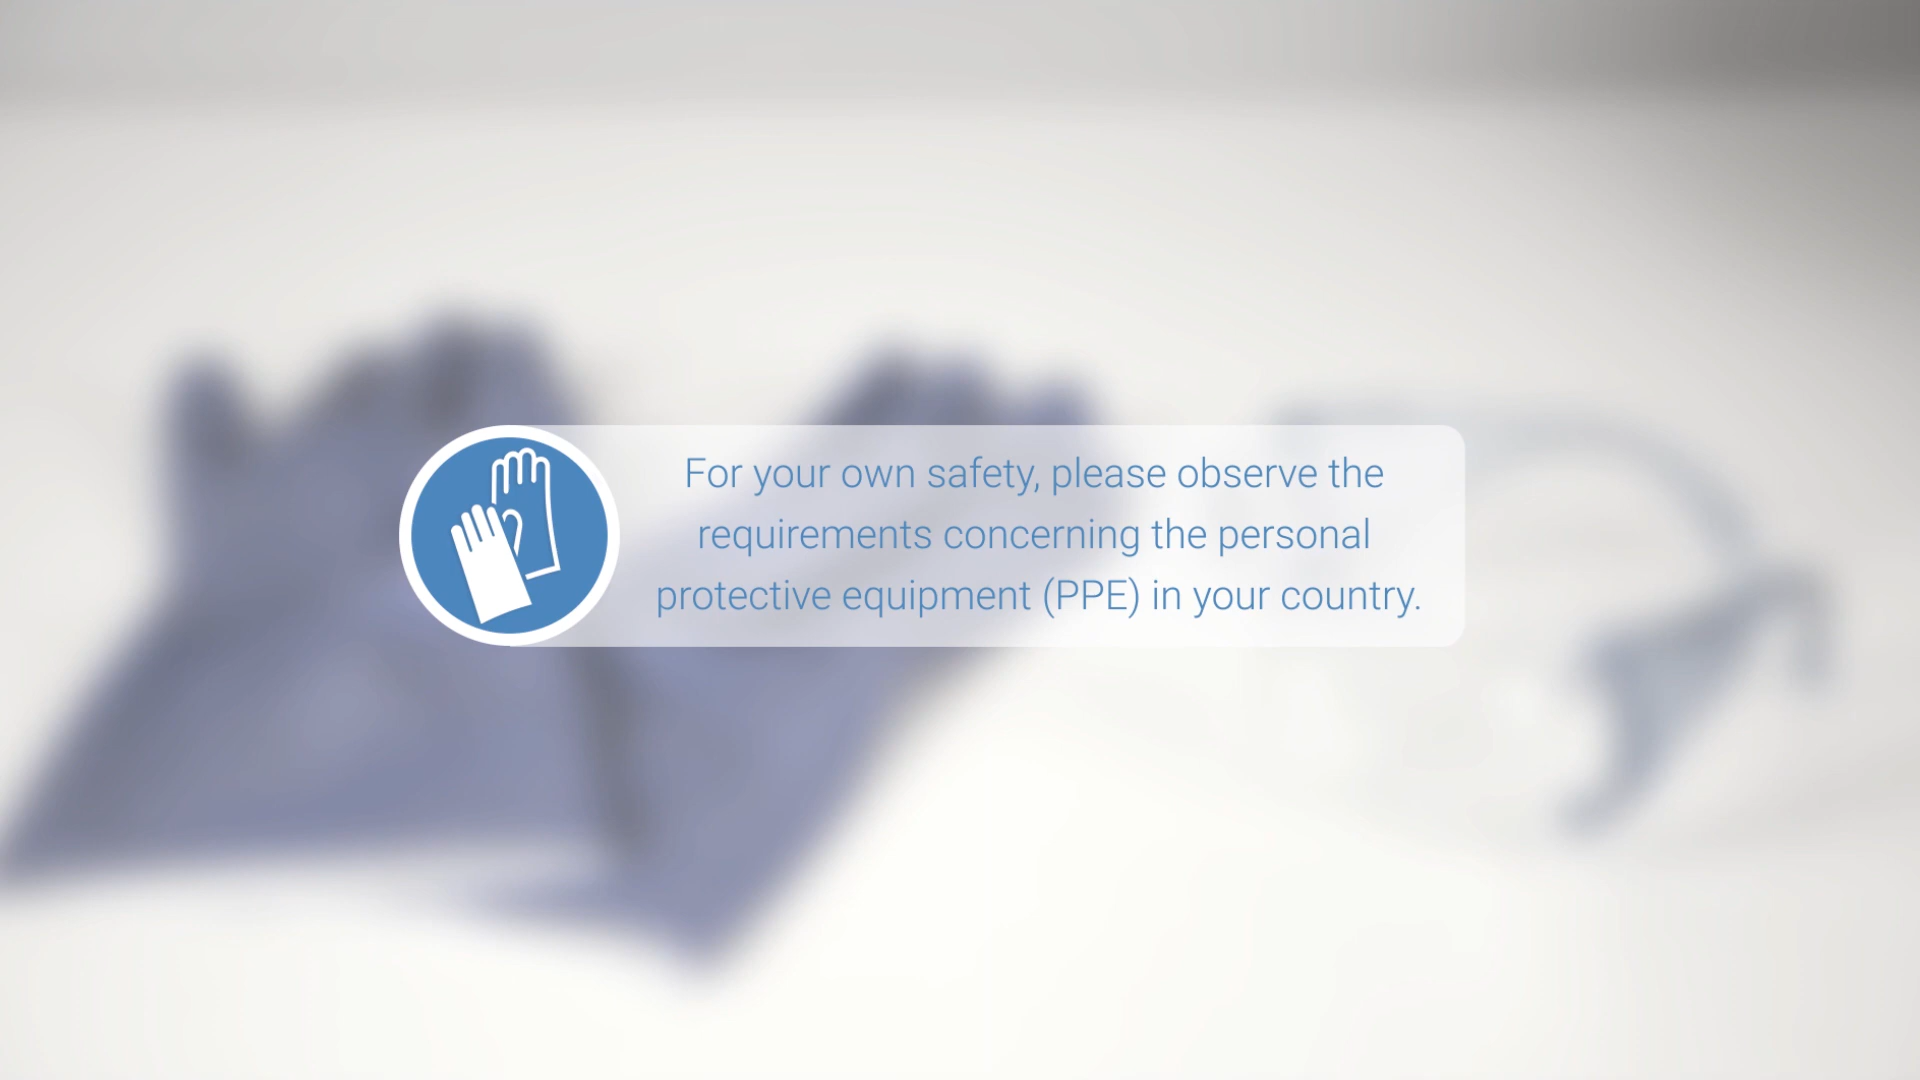 For your own safety, please observe the
requirements concerning the personal
protective equipment (PPE) in your country.